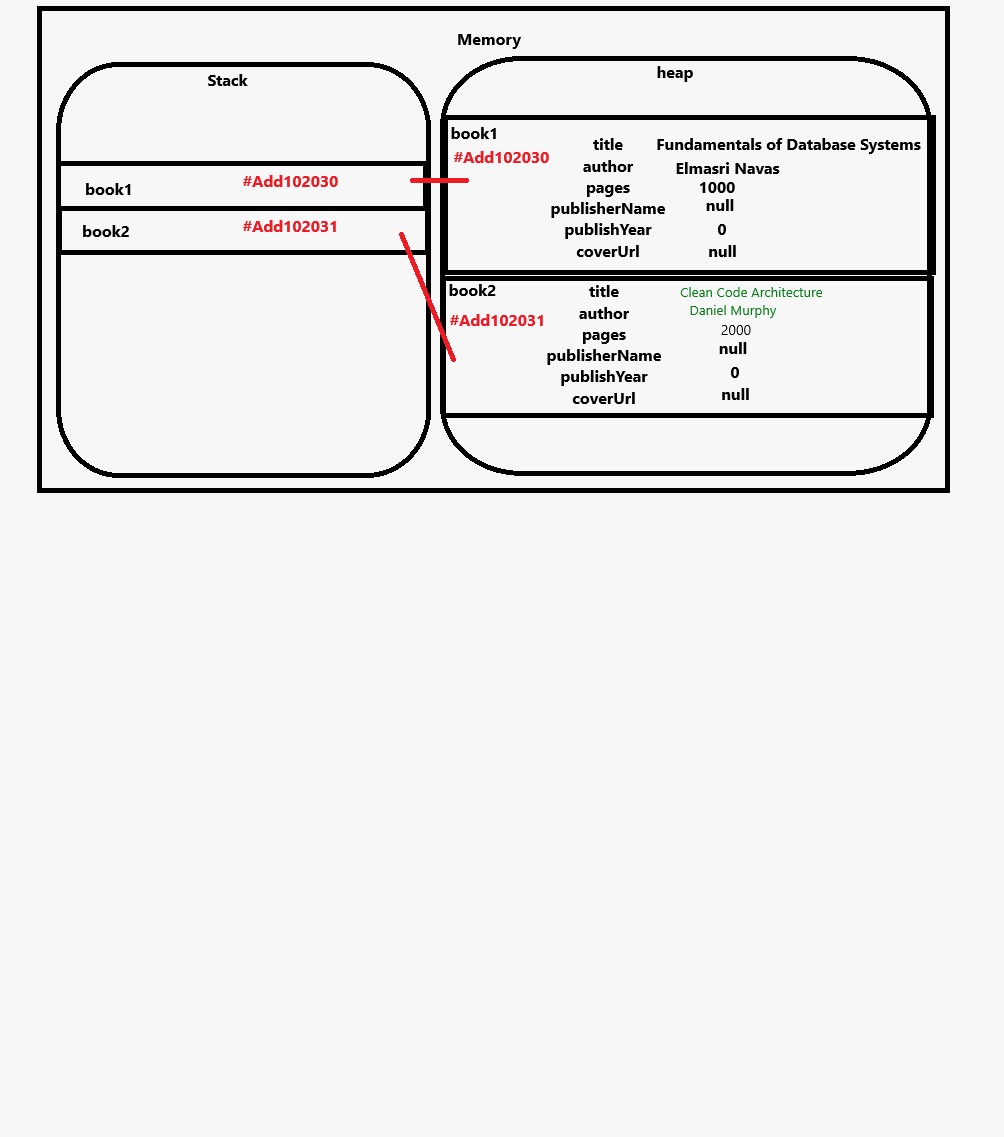 Memory
Stack
book1 #Add102030
book2 #Add102031
heap
book1
#Add102030
title Fundamentals of Database Systems
author Elmasri Navas
pages 1000
publisherName null
publishYear 0
coverUrl null
book2
#Add102031
title Clean Code Architecture
author Daniel Murphy
pages 2000
publisherName null
publishYear 0
coverUrl null